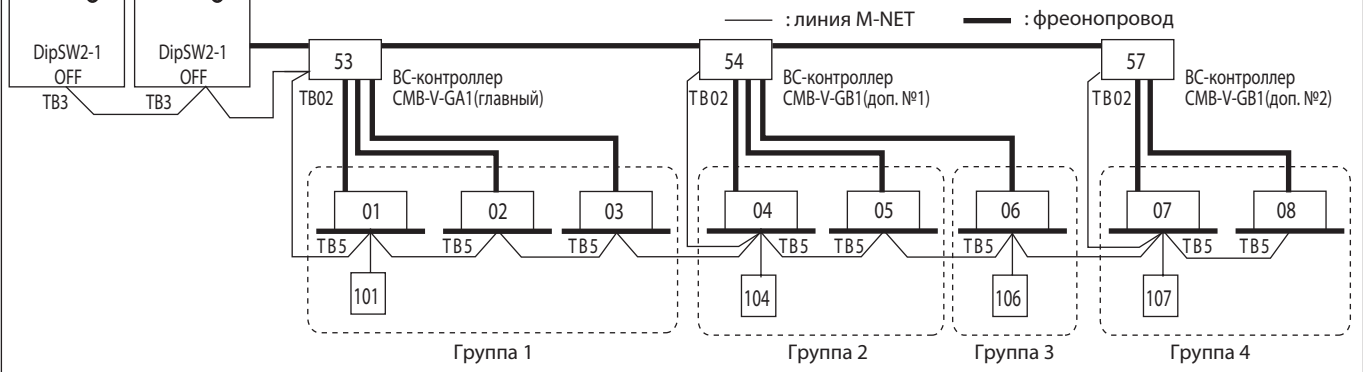 : линия M-NET
: фреонопровод
DipSW2-1
OFF
TB3
DipSW2-1
OFF
TB3
53
BC-контроллер
CMB-V-GA1(главный)
TB02
54
BC-контроллер
CMB-V-GB1(доп. №1)
TB02
57
BC-контроллер
CMB-V-GB1(доп. №2)
TB02
01
02
03
04
05
06
07
08
TB5
TB5
TB5
TB5
TB5
TB5
TB5
TB5
101
104
106
107
Группа 1
Группа 2
Группа 3
Группа 4